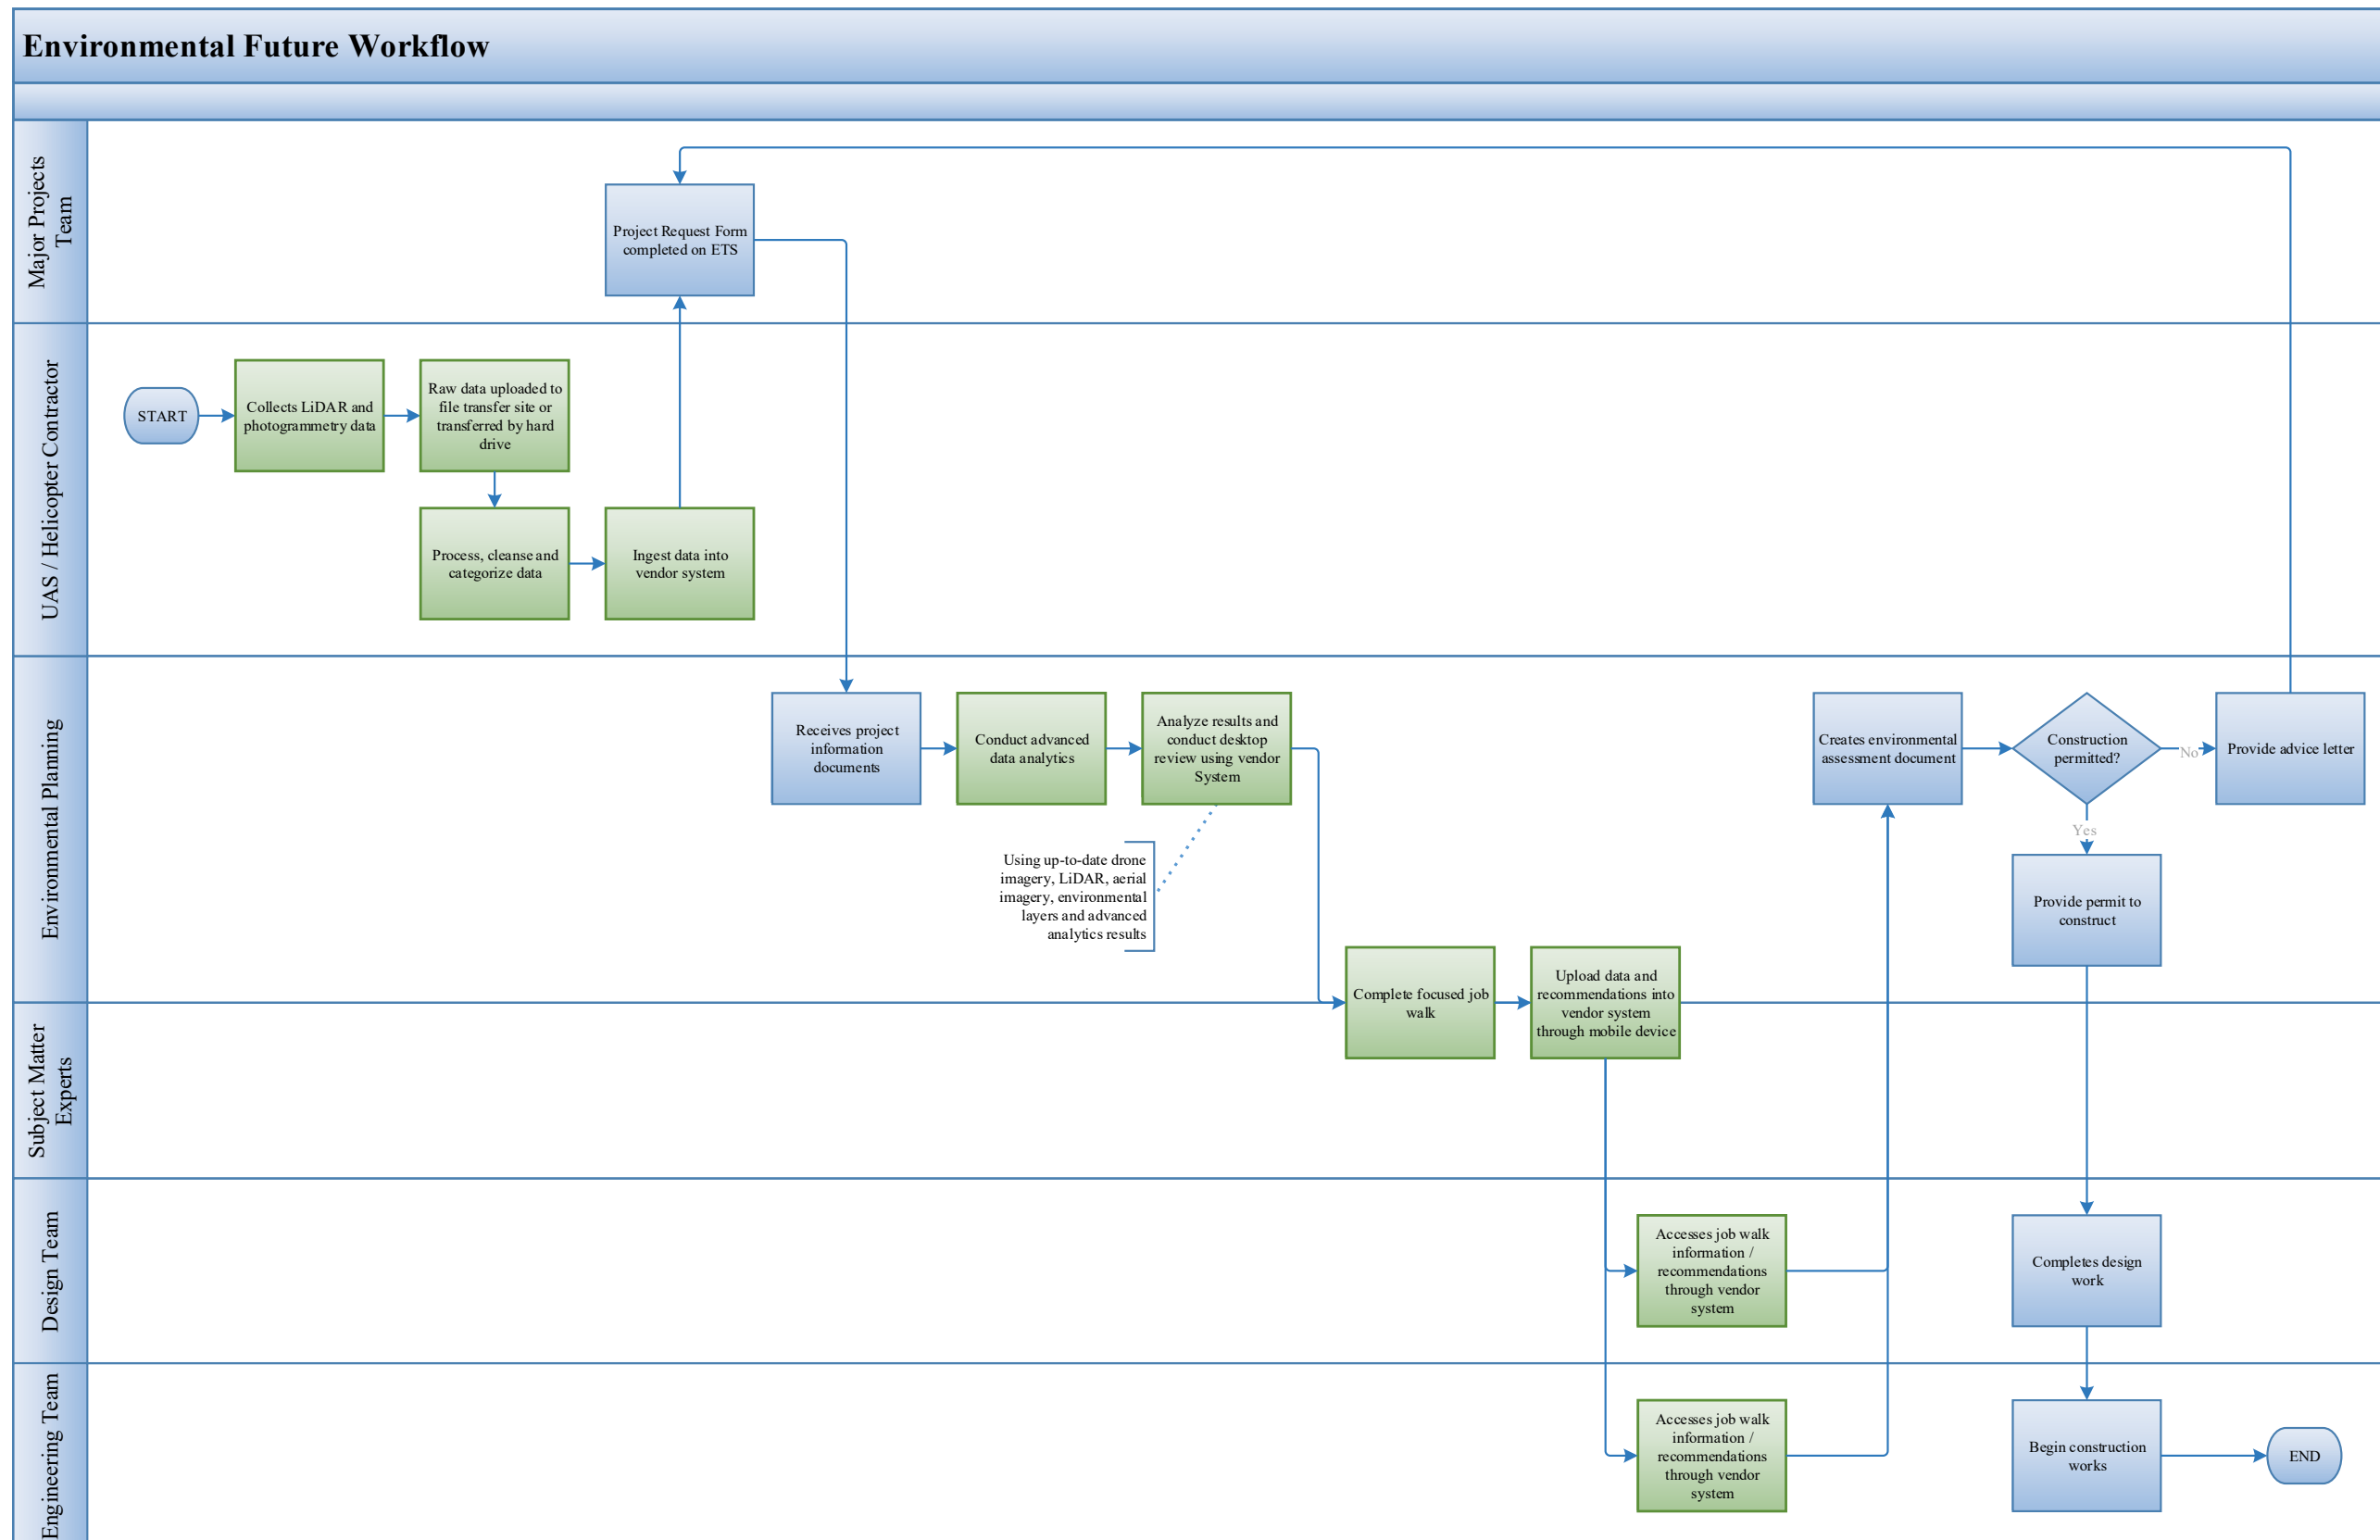 Environmental Future Workflow
Major Projects
Team
Project Request Form
completed on ETS
UAS / Helicopter Contractor
START
Collects LiDAR and
photogrammetry data
Raw data uploaded to
file transfer site or
transferred by hard
drive
Process, cleanse and
categorize data
Ingest data into
vendor system
Environmental Planning
Receives project
information
documents
Conduct advanced
data analytics
Analyze results and
conduct desktop
review using vendor
System
Using up-to-date drone
imagery, LiDAR, aerial
imagery, environmental
layers and advanced
analytics results
Creates environmental
assessment document
Construction
permitted?
No
Provide advice letter
Yes
Provide permit to
construct
Subject Matter
Experts
Complete focused job
walk
Upload data and
recommendations into
vendor system
through mobile device
Design Team
Accesses job walk
information /
recommendations
through vendor
system
Completes design
work
Engineering Team
Accesses job walk
information /
recommendations
through vendor
system
Begin construction
works
END